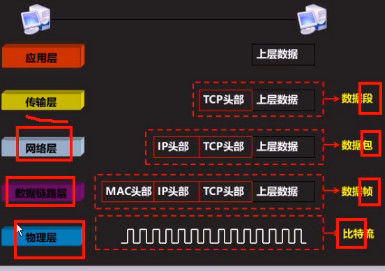 应用层
上层数据
传输层
TCP头部 上层数据
数据段
网络层
IP头部 TCP头部 上层数据
数据包
数据链路层
MAC头部 IP头部 TCP头部 上层数据
数据帧
物理层
比特流